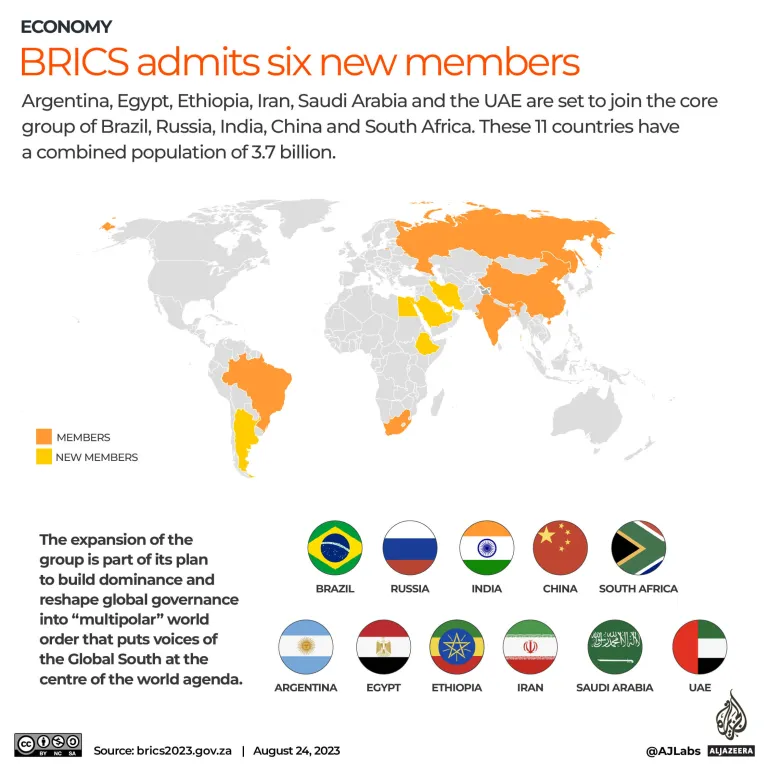 ECONOMY
BRICS admits six new members
Argentina, Egypt, Ethiopia, Iran, Saudi Arabia and the UAE are set to join the core
group of Brazil, Russia, India, China and South Africa. These 11 countries have
a combined population of 3.7 billion.
MEMBERS
NEW MEMBERS
The expansion of the
group is part of its plan
to build dominance and
reshape global governance
into “multipolar” world
order that puts voices of
the Global South at the
centre of the world agenda.
BRAZIL RUSSIA INDIA CHINA SOUTH AFRICA
ARGENTINA EGYPT ETHIOPIA IRAN SAUDI ARABIA UAE
CC BY NC SA
Source: brics2023.gov.za | August 24, 2023
@AJLabs ALJAZEERA